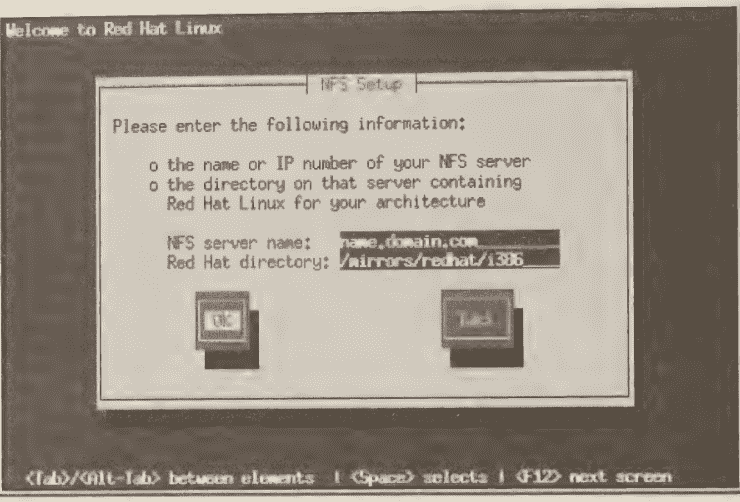 Welcome to Red Hat Linux
NFS Setup
Please enter the following information:
o the name or IP number of your NFS server
o the directory on that server containing
Red Hat Linux for your architecture
NFS server name: name.domain.com
Red Hat directory: /mirrors/redhat/i386
OK Back
<Tab>/<Alt-Tab> between elements | <Space> selects | <F12> next screen